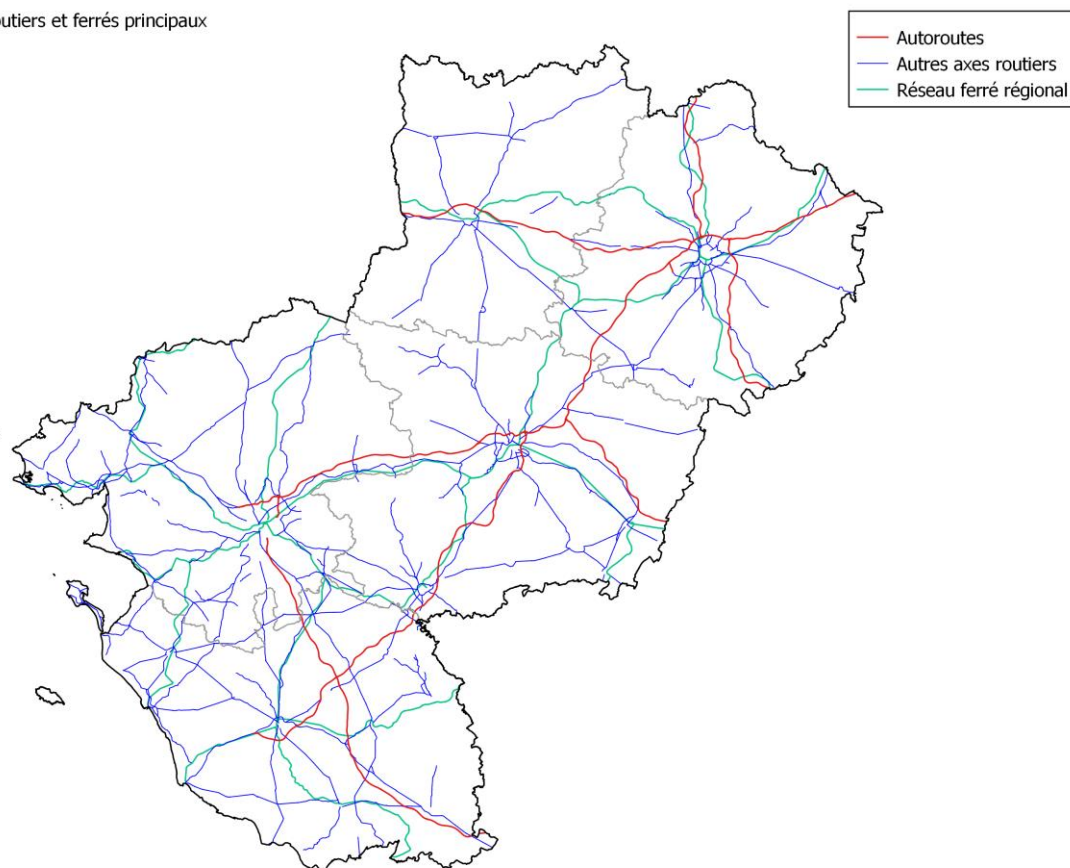 outiers et ferrés principaux
Autoroutes
Autres axes routiers
Réseau ferré régional